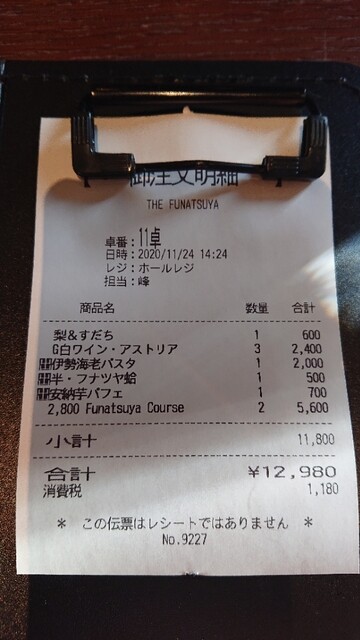 御注文明細
THE FUNATSUYA
卓番：11卓
日時：2020/11/24 14:24
レジ：ホールレジ
担当：峰
商品名 数量 合計
梨&すだち 1 600
G白ワイン・アストリア 3 2,400
伊勢海老パスタ 1 2,000
半・フナツヤ蛤 1 500
安納芋パフェ 1 700
2,800 Funatsuya Course 2 5,600
小計 11,800
合計 ¥12,980
消費税 1,180
＊ この伝票はレシートではありません ＊
No.9227